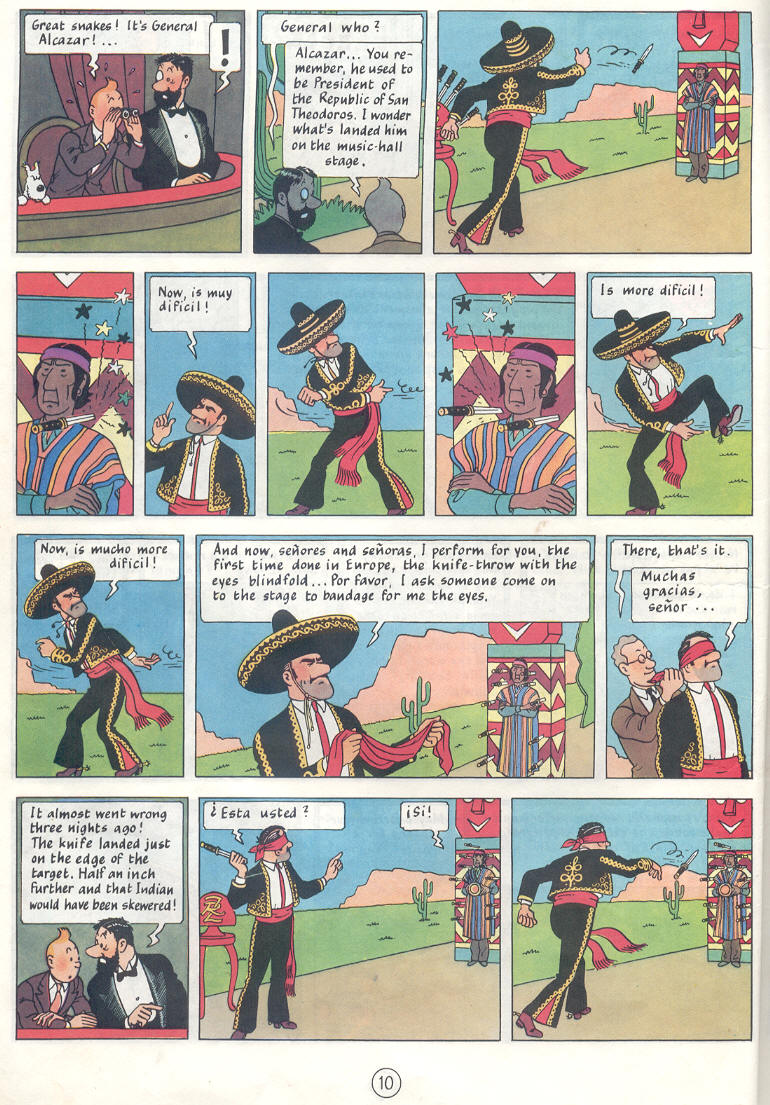 Great snakes! It's General
Alcazar!...
!
General who?
Alcazar... You re-
member, he used to
be President of
the Republic of San
Theodoros. I wonder
what's landed him
on the music-hall
stage.
Now, is muy
dificil!
Is more dificil!
Now, is mucho more
dificil!
And now, señores and señoras, I perform for you, the
first time done in Europe, the knife-throw with the
eyes blindfold... Por favor, I ask someone come on
to the stage to bandage for me the eyes.
There, that's it.
Muchas
gracias,
señor ...
It almost went wrong
three nights ago!
The knife landed just
on the edge of the
target. Half an inch
further and that Indian
would have been skewered!
¿Esta usted?
¡Si!
10